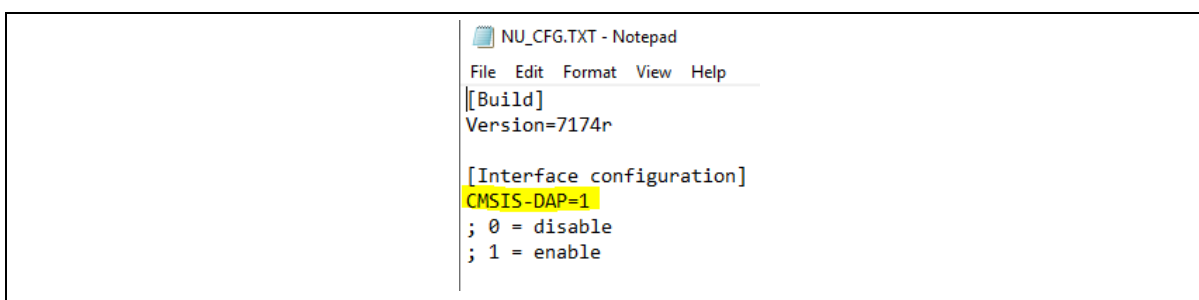 NU_CFG.TXT - Notepad
File Edit Format View Help
[Build]
Version=7174r
[Interface configuration]
CMSIS-DAP=1
; 0 = disable
; 1 = enable